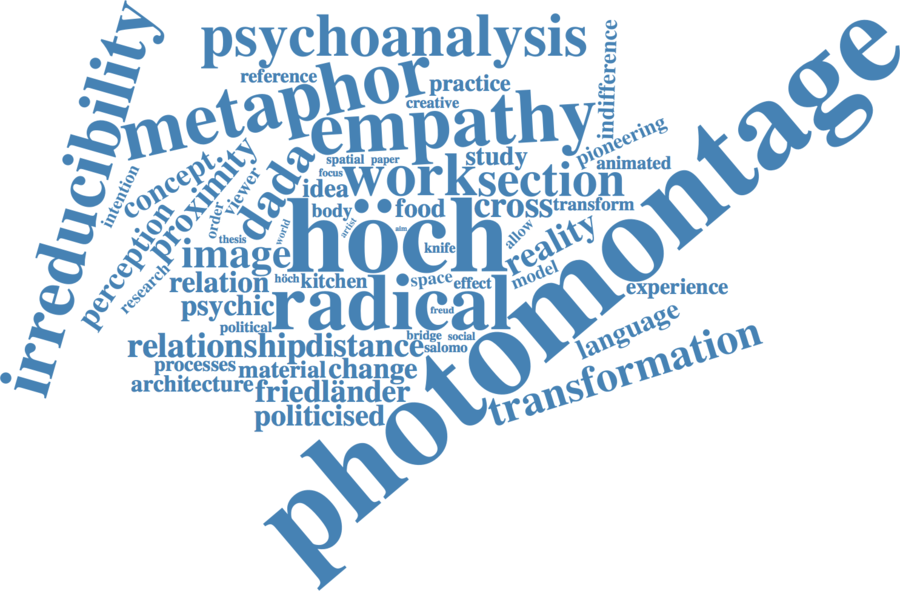 psychoanalysis
irreducibility
indifference
reference
metaphor
practice
creative
empathy
photomontage
pioneering
animated
spatial
paper
study
focus
dada
concept
proximity
viewer
intention
idea
work
section
order
body
food
cross
transform
artist
aim
world
thesis
höch
knife
allow
reality
perception
image
research
relation
höch
kitchen
space
effect
model
experience
psychic
radical
freud
political
bridge
social
language
relationship
distance
salomo
transformation
processes
material
change
architecture
friedländer
politicised